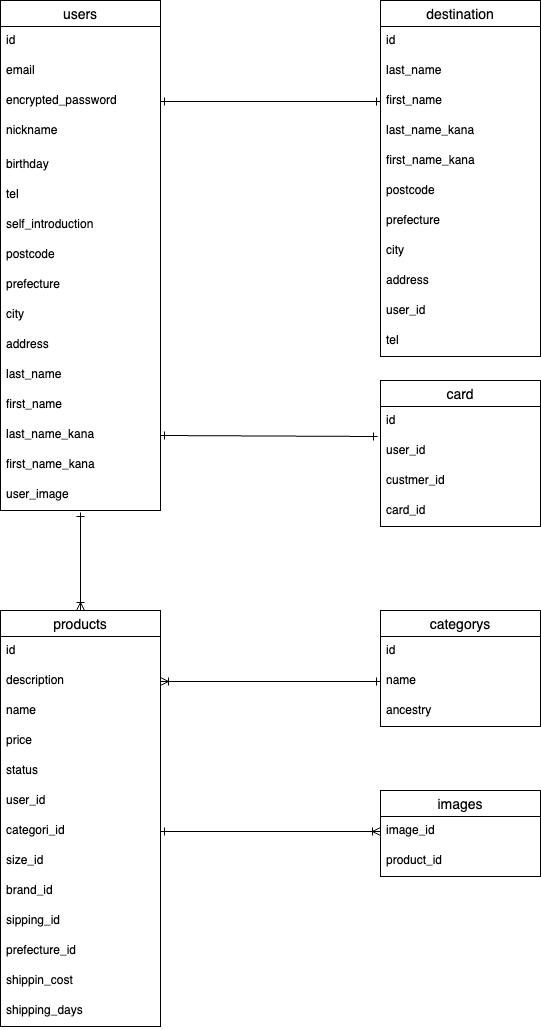 users
id
email
encrypted_password
nickname
birthday
tel
self_introduction
postcode
prefecture
city
address
last_name
first_name
last_name_kana
first_name_kana
user_image
destination
id
last_name
first_name
last_name_kana
first_name_kana
postcode
prefecture
city
address
user_id
tel
card
id
user_id
custmer_id
card_id
products
id
description
name
price
status
user_id
categori_id
size_id
brand_id
sipping_id
prefecture_id
shippin_cost
shipping_days
categorys
id
name
ancestry
images
image_id
product_id